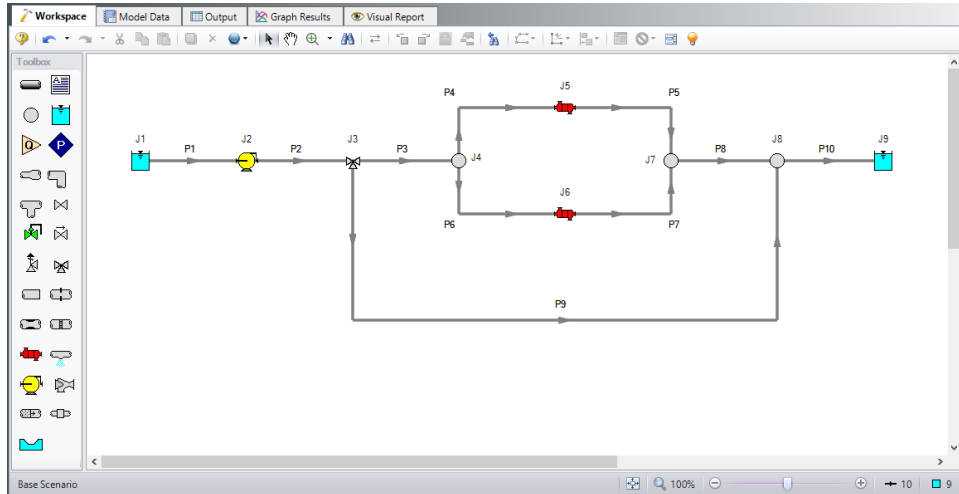 Workspace Model Data Output Graph Results Visual Report
Toolbox
A
Q P
P4 J5 P5
J1 P1 J2 P2 J3 P3 J4 J7 P8 J8 P10 J9
J6
P6 P7
P9
Base Scenario 100% 10 9